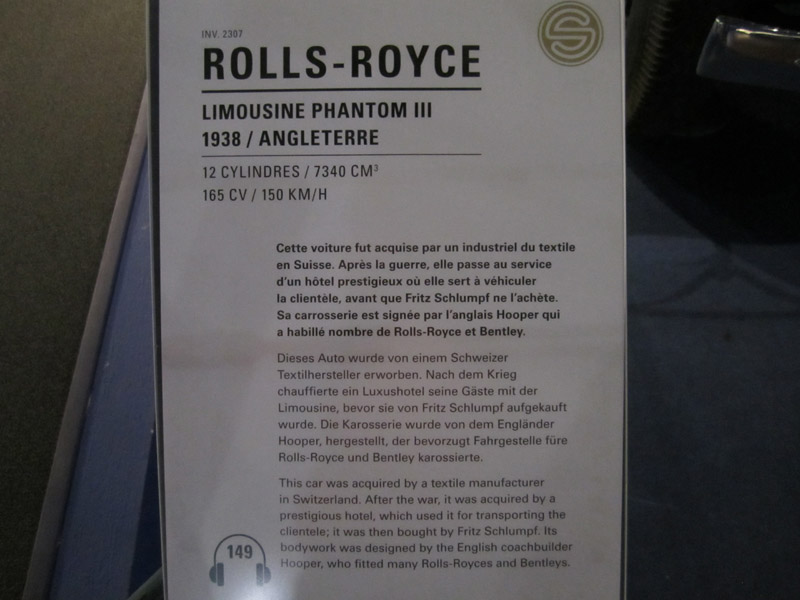 INV. 2307
ROLLS-ROYCE
LIMOUSINE PHANTOM III
1938 / ANGLETERRE
12 CYLINDRES / 7340 CM³
165 CV / 150 KM/H
Cette voiture fut acquise par un industriel du textile
en Suisse. Après la guerre, elle passe au service
d'un hôtel prestigieux où elle sert à véhiculer
la clientèle, avant que Fritz Schlumpf ne l'achète.
Sa carrosserie est signée par l'anglais Hooper qui
a habillé nombre de Rolls-Royce et Bentley.
Dieses Auto wurde von einem Schweizer
Textilhersteller erworben. Nach dem Krieg
chauffierte ein Luxushotel seine Gäste mit der
Limousine, bevor sie von Fritz Schlumpf aufgekauft
wurde. Die Karosserie wurde von dem Engländer
Hooper, hergestellt, der bevorzugt Fahrgestelle füre
Rolls-Royce und Bentley karossierte.
This car was acquired by a textile manufacturer
in Switzerland. After the war, it was acquired by a
prestigious hotel, which used it for transporting the
clientele; it was then bought by Fritz Schlumpf. Its
bodywork was designed by the English coachbuilder
Hooper, who fitted many Rolls-Royces and Bentleys.
149